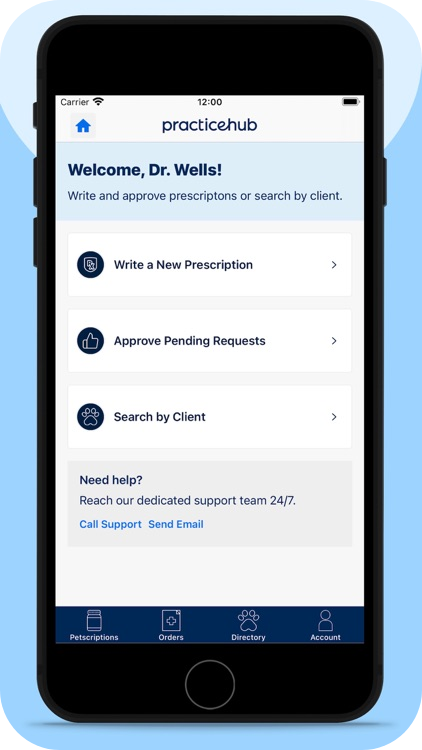 Carrier 12:00
practicehub
Welcome, Dr. Wells!
Write and approve prescriptons or search by client.
Write a New Prescription
Approve Pending Requests
Search by Client
Need help?
Reach our dedicated support team 24/7.
Call Support Send Email
Petscriptions Orders Directory Account